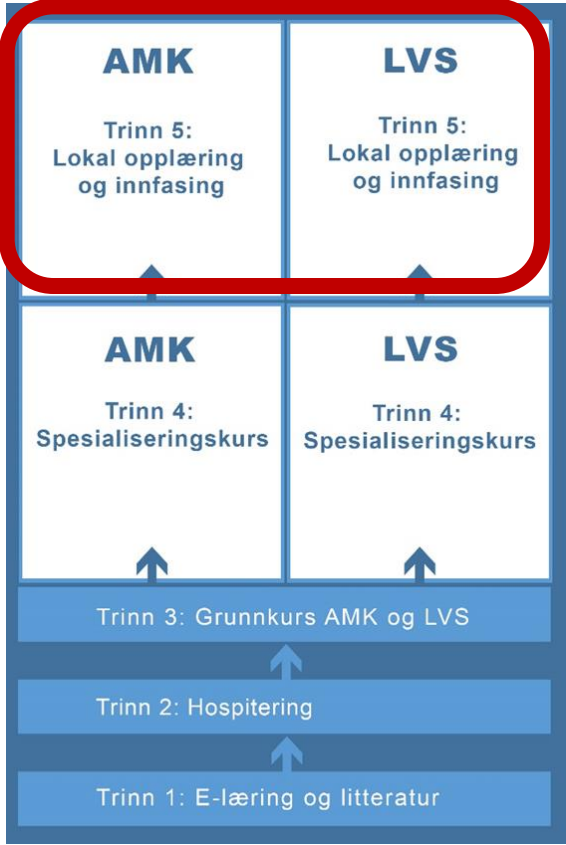 AMK
Trinn 5:
Lokal opplæring
og innfasing
LVS
Trinn 5:
Lokal opplæring
og innfasing
AMK
Trinn 4:
Spesialiseringskurs
LVS
Trinn 4:
Spesialiseringskurs
Trinn 3: Grunnkurs AMK og LVS
Trinn 2: Hospitering
Trinn 1: E-læring og litteratur